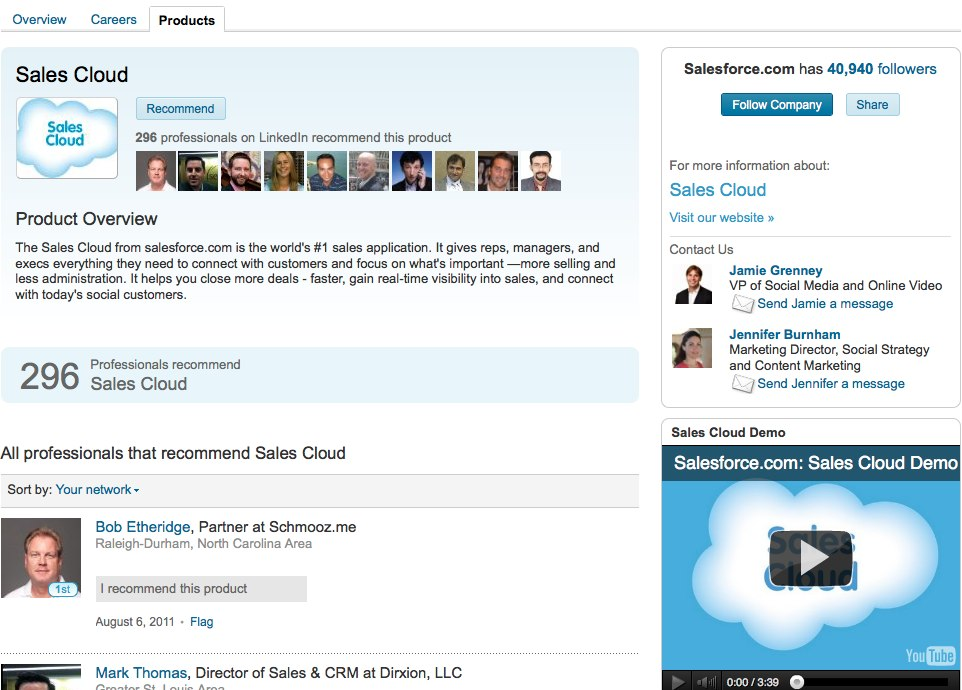 Overview
Careers
Products
Sales Cloud
Sales
Cloud
Recommend
296 professionals on LinkedIn recommend this product
Product Overview
The Sales Cloud from salesforce.com is the world's #1 sales application. It gives reps, managers, and
execs everything they need to connect with customers and focus on what's important —more selling and
less administration. It helps you close more deals - faster, gain real-time visibility into sales, and connect
with today's social customers.
296
Professionals recommend
Sales Cloud
All professionals that recommend Sales Cloud
Sort by: Your network
Bob Etheridge, Partner at Schmooz.me
Raleigh-Durham, North Carolina Area
1st
I recommend this product
August 6, 2011 · Flag
Mark Thomas, Director of Sales & CRM at Dirxion, LLC
Greater St. Louis Area
Salesforce.com has 40,940 followers
Follow Company
Share
For more information about:
Sales Cloud
Visit our website »
Contact Us
Jamie Grenney
VP of Social Media and Online Video
Send Jamie a message
Jennifer Burnham
Marketing Director, Social Strategy
and Content Marketing
Send Jennifer a message
Sales Cloud Demo
Salesforce.com: Sales Cloud Demo
Sales
Cloud
YouTube
0:00 / 3:39